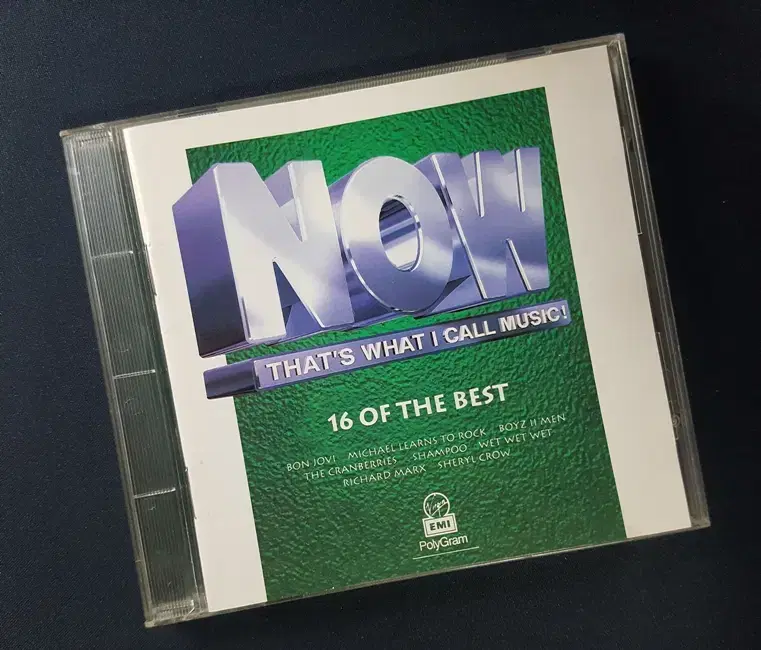 NOW
THAT'S WHAT I CALL MUSIC!
16 OF THE BEST
BON JOVI MICHAEL LEARNS TO ROCK BOYZ II MEN
THE CRANBERRIES SHAMPOO WET WET WET
RICHARD MARX SHERYL CROW
Virgin
EMI
PolyGram